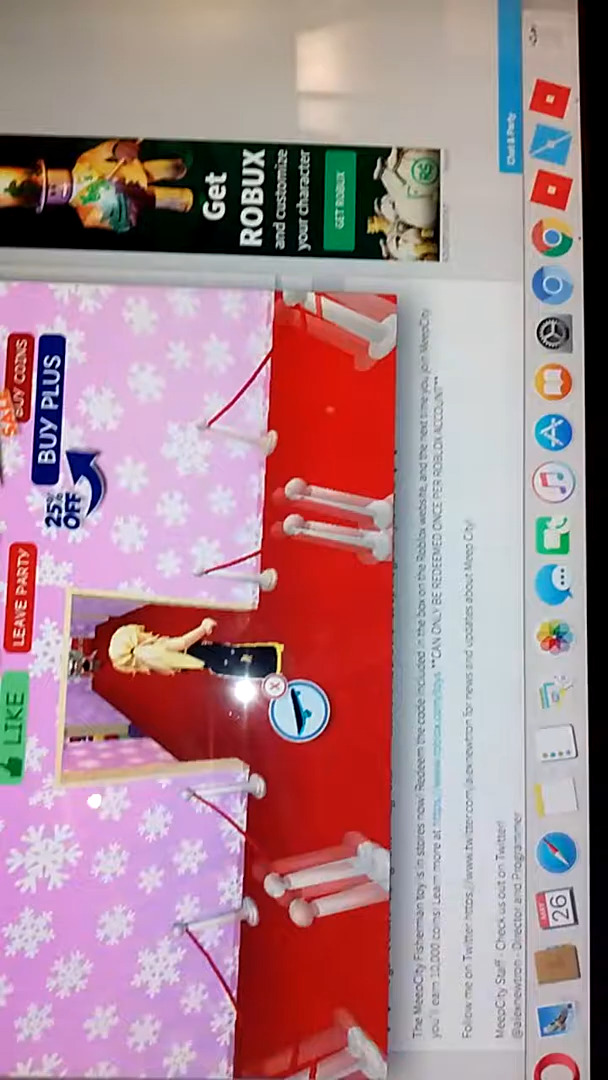 Get
ROBUX
and customize
your character
GET ROBUX
Chat & Party
SALE
BUY COINS
BUY PLUS
25%
OFF
LEAVE PARTY
LIKE
X
The MeepCity Fisherman toy is in stores now! Redeem the code included in the box on the Roblox website, and the next time you join MeepCity
you'll earn 10,000 coins! Learn more at https://www.roblox.com/toys **CAN ONLY BE REDEEMED ONCE PER ROBLOX ACCOUNT**
Follow me on Twitter https://www.twitter.com/alexnewtron for news and updates about Meep City!
MeepCity Staff - Check us out on Twitter!
@alexnewtron - Director and Programmer
MAY
26